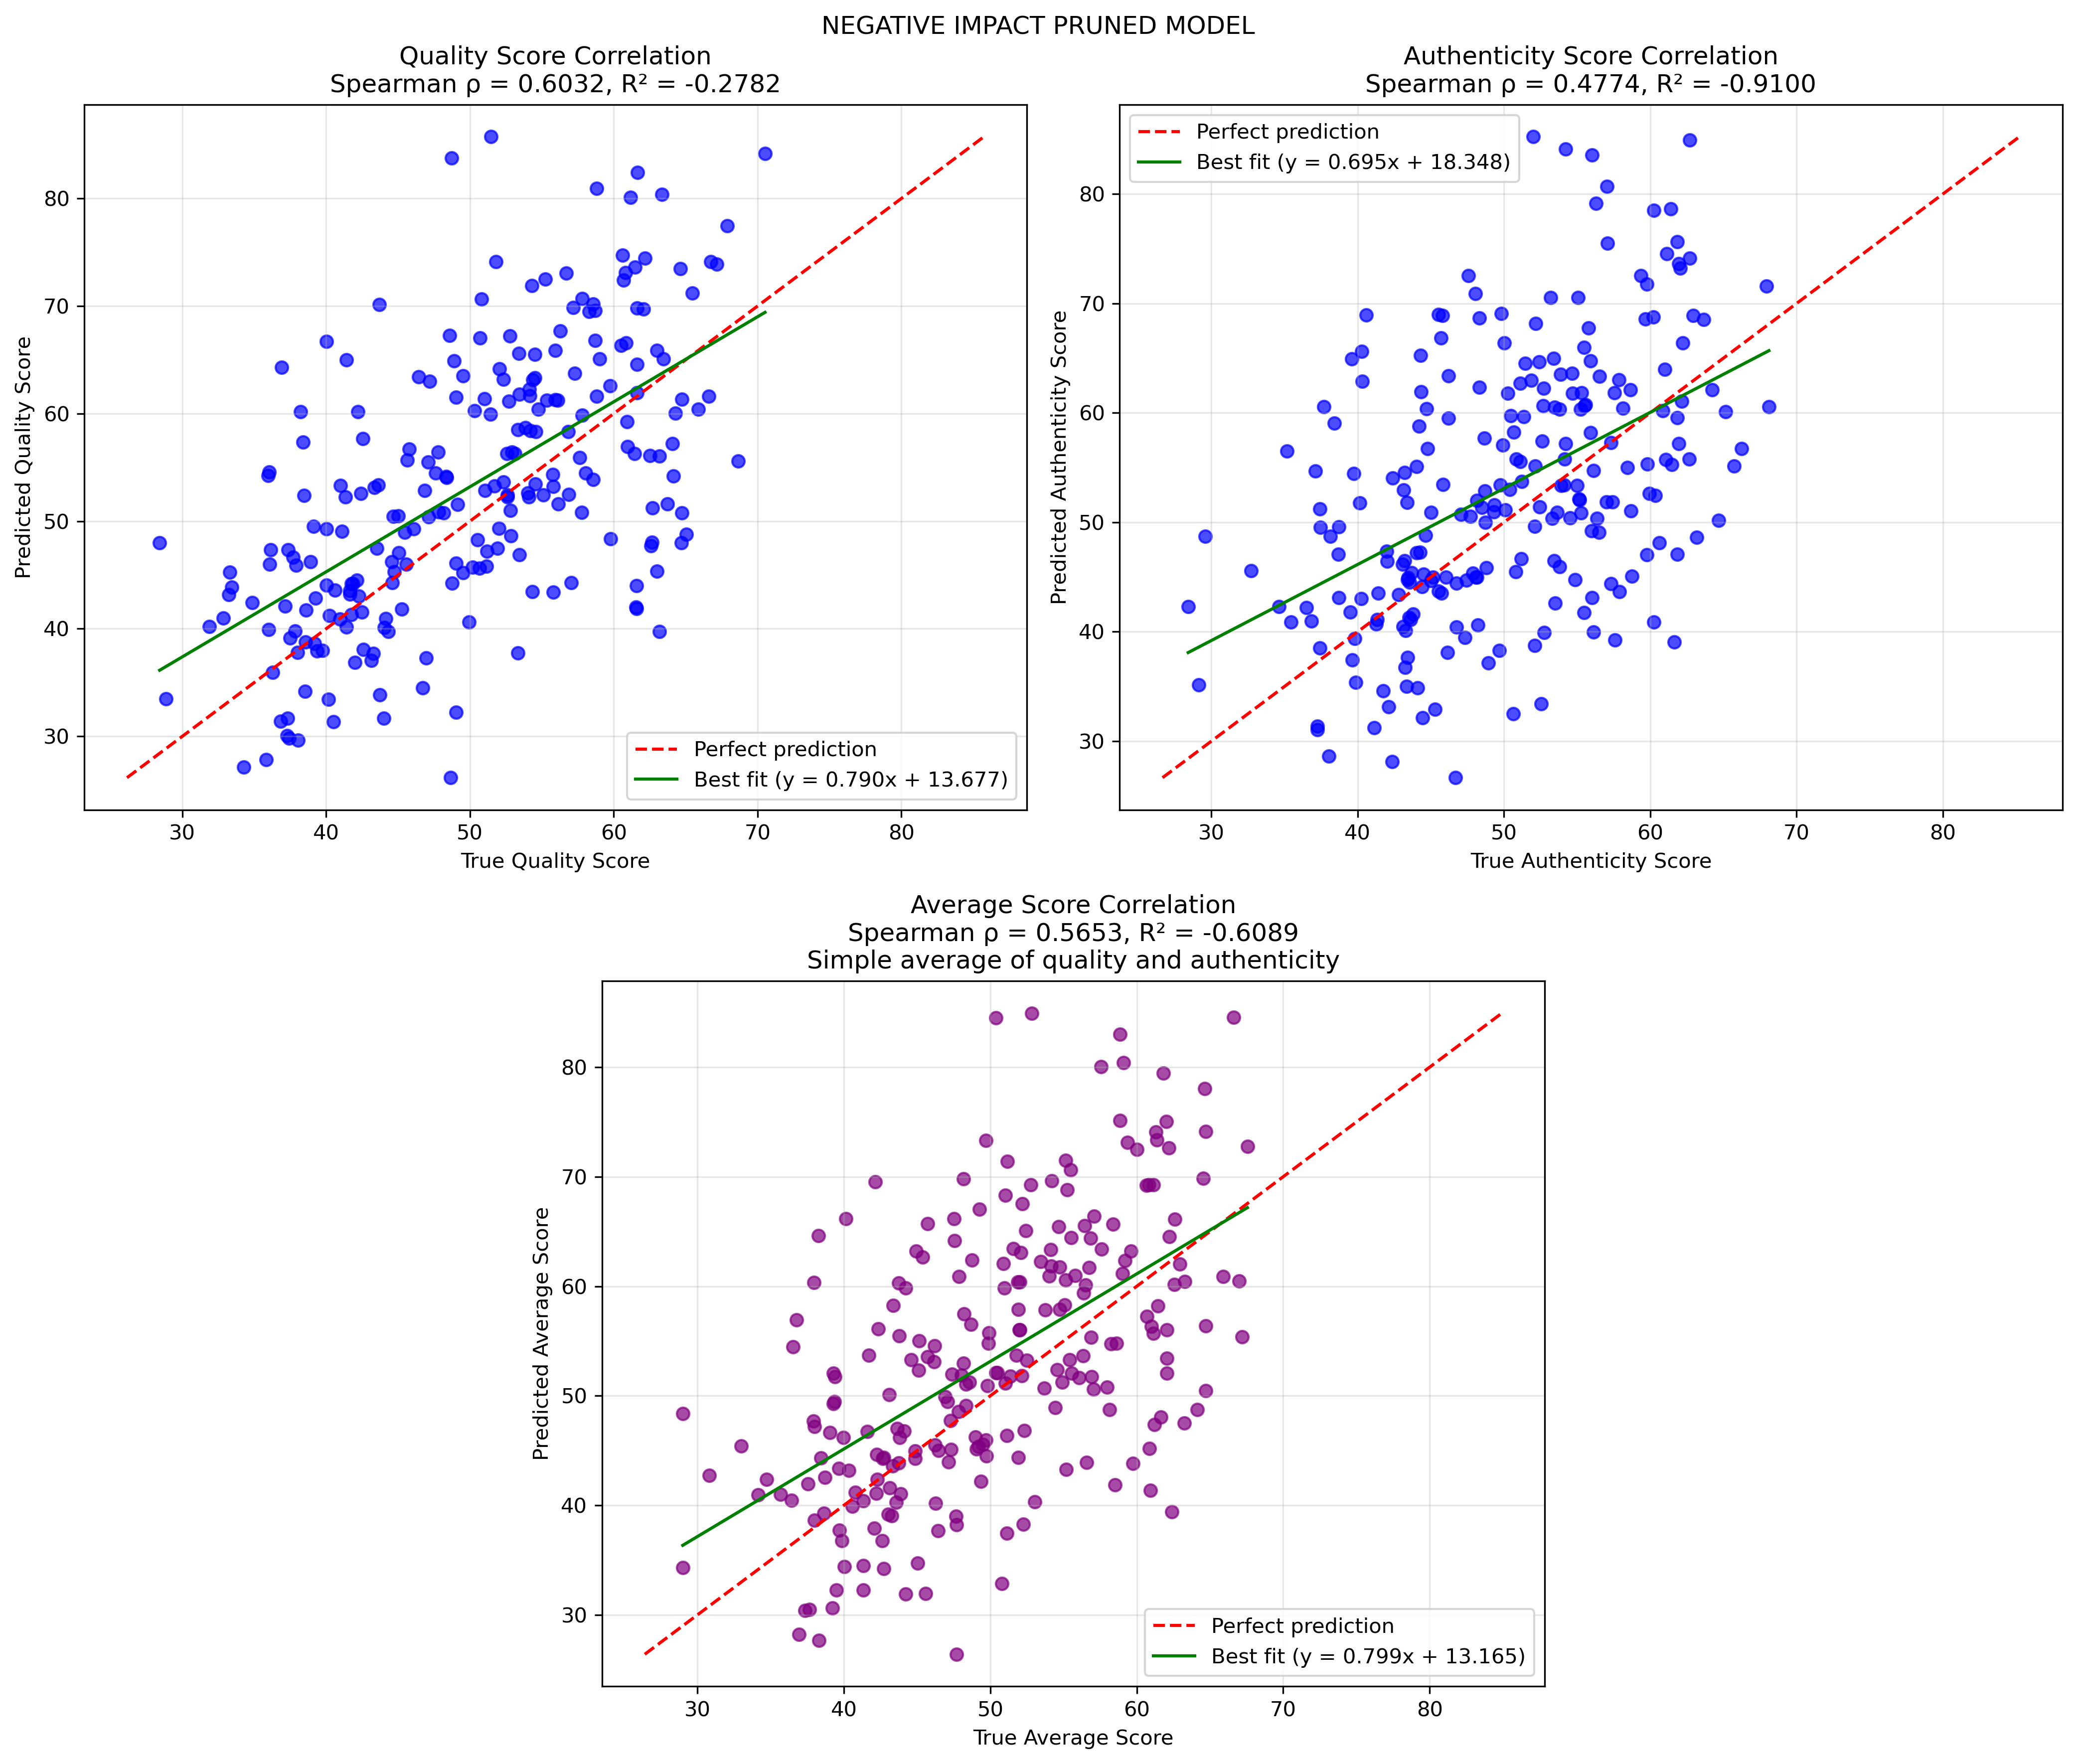 NEGATIVE IMPACT PRUNED MODEL
Quality Score Correlation
Spearman ρ = 0.6032, R² = -0.2782
Predicted Quality Score
80
70
60
50
40
30
Perfect prediction
Best fit (y = 0.790x + 13.677)
30 40 50 60 70 80
True Quality Score
Authenticity Score Correlation
Spearman ρ = 0.4774, R² = -0.9100
Perfect prediction
Best fit (y = 0.695x + 18.348)
Predicted Authenticity Score
80
70
60
50
40
30
30 40 50 60 70 80
True Authenticity Score
Average Score Correlation
Spearman ρ = 0.5653, R² = -0.6089
Simple average of quality and authenticity
Predicted Average Score
80
70
60
50
40
30
Perfect prediction
Best fit (y = 0.799x + 13.165)
30 40 50 60 70 80
True Average Score